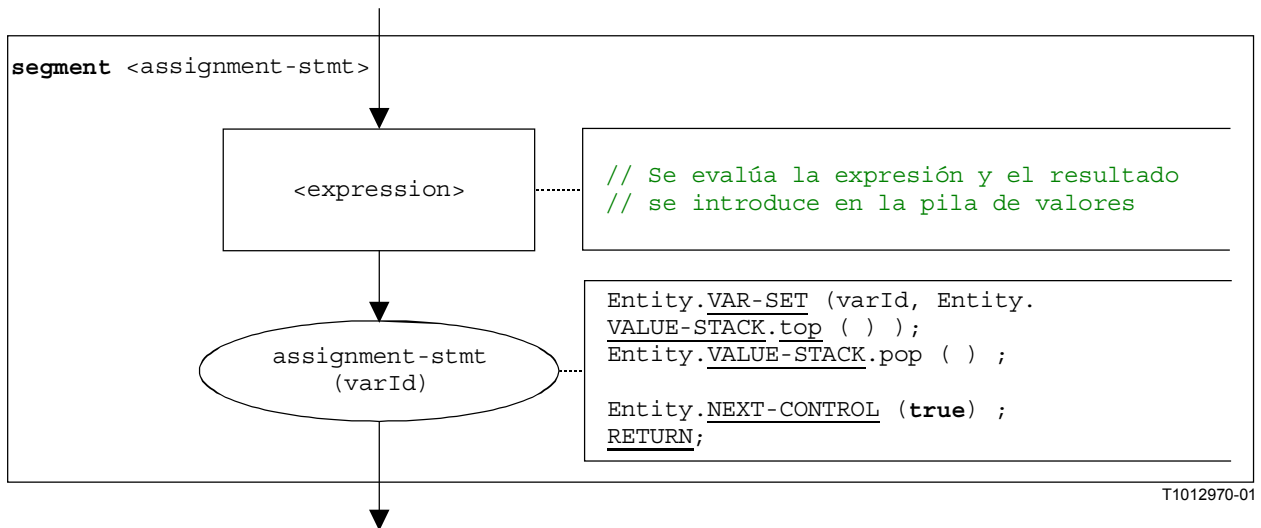 segment <assignment-stmt>
<expression>
// Se evalúa la expresión y el resultado
// se introduce en la pila de valores
assignment-stmt
(varId)
Entity.VAR-SET (varId, Entity.
VALUE-STACK.top ( ) );
Entity.VALUE-STACK.pop ( ) ;
Entity.NEXT-CONTROL (true) ;
RETURN;
T1012970-01